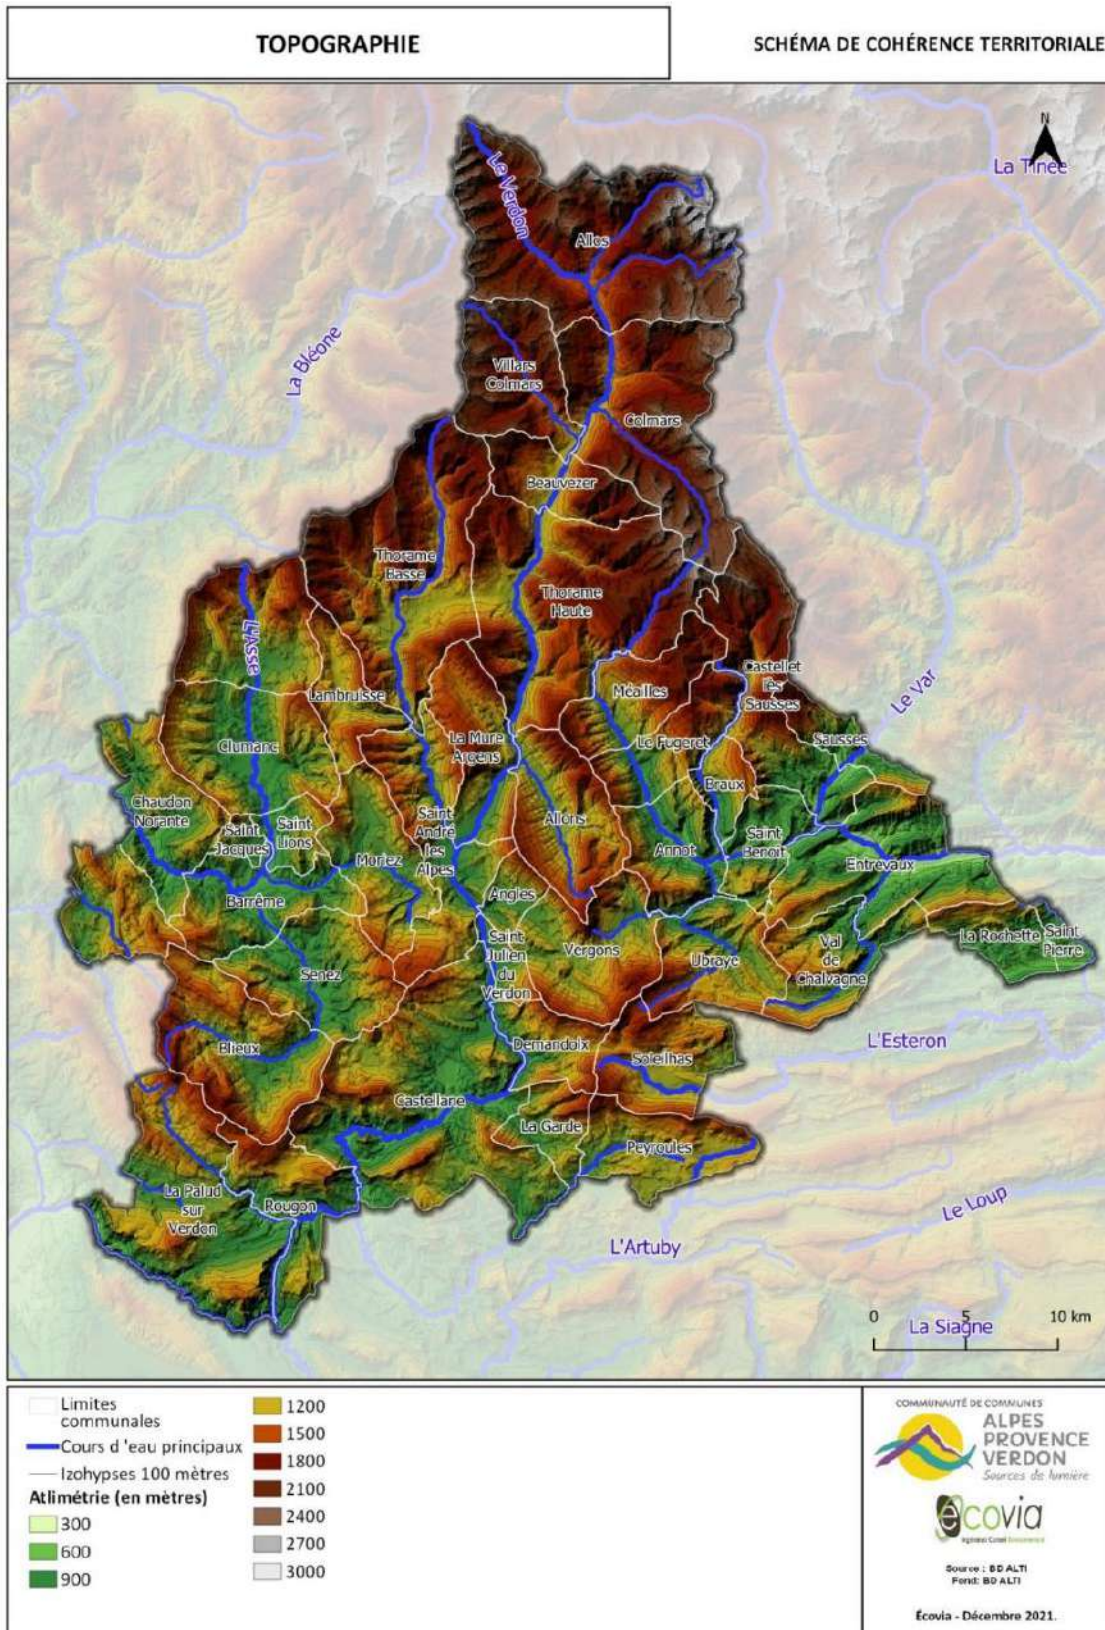 TOPOGRAPHIE
SCHÉMA DE COHÉRENCE TERRITORIALE
N
La Tinée
Le Verdon
Allos
La Bléone
Villars
Colmars
Colmars
Beauvezer
Thorame
Basse
Thorame
Haute
L'Asse
Lambruisse
Méailles
Castellet
lès
Sausses
Le Var
Clumanc
La Mure
Argens
Le Fugeret
Sausses
Braux
Chaudon
Norante
Saint
Jacques
Saint
Lions
Saint
André
les
Alpes
Allons
Saint
Benoit
Annot
Moriez
Entrevaux
Barrême
Angles
Saint
Julien
du
Verdon
Vergons
Ubraye
Val
de
Chalvagne
La Rochette
Saint
Pierre
Senez
Blieux
Demandolx
Soleilhas
L'Esteron
Castellane
La Garde
Peyroules
La Palud
sur
Verdon
Rougon
Le Loup
L'Artuby
La Siagne
0 5 10 km
Limites
communales
Cours d 'eau principaux
Izohypses 100 mètres
Atlimétrie (en mètres)
300
600
900
1200
1500
1800
2100
2400
2700
3000
COMMUNAUTÉ DE COMMUNES
ALPES
PROVENCE
VERDON
Sources de lumière
écovia
Source : BD ALTI
Fond: BD ALTI
Écovia - Décembre 2021.